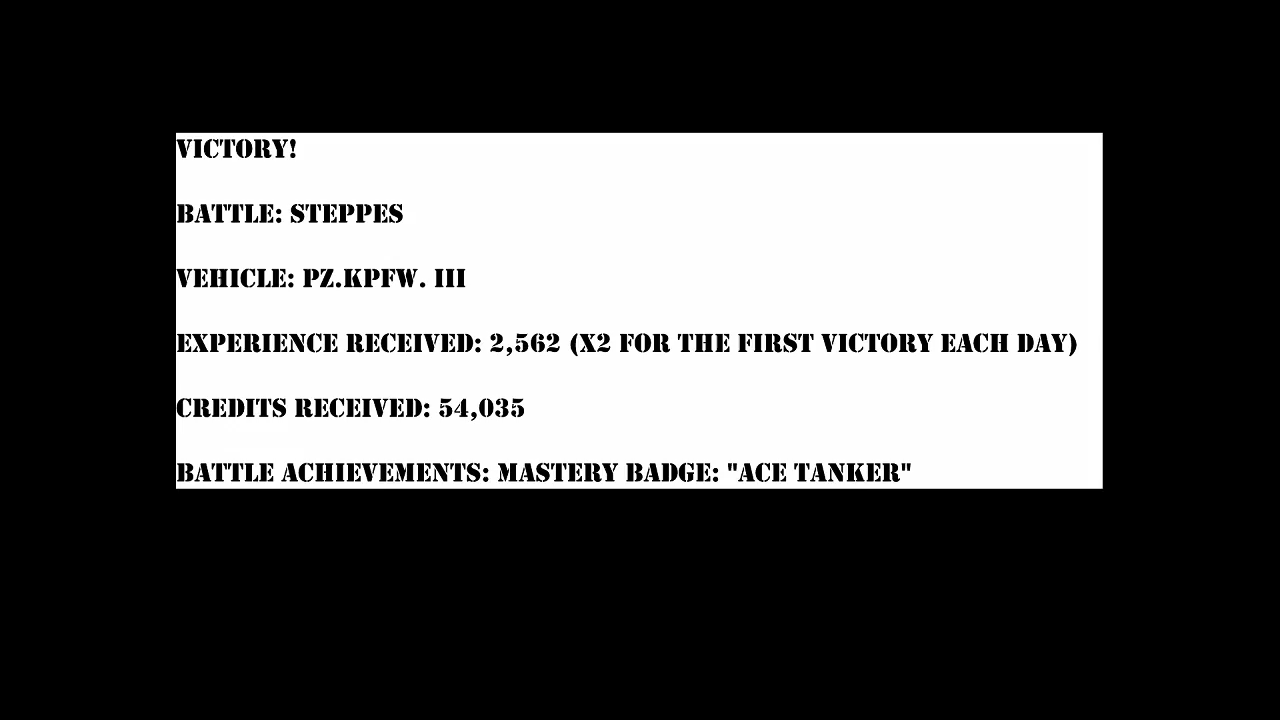 VICTORY!
BATTLE: STEPPES
VEHICLE: PZ.KPFW. III
EXPERIENCE RECEIVED: 2,562 (X2 FOR THE FIRST VICTORY EACH DAY)
CREDITS RECEIVED: 54,035
BATTLE ACHIEVEMENTS: MASTERY BADGE: "ACE TANKER"